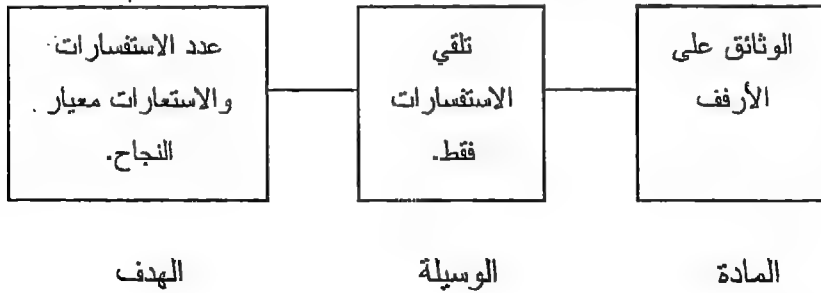 الوثائق على
الأرفف
تلقي
الاستفسارات
فقط.
عدد الاستفسارات
والاستعارات معيار
النجاح.
المادة
الوسيلة
الهدف